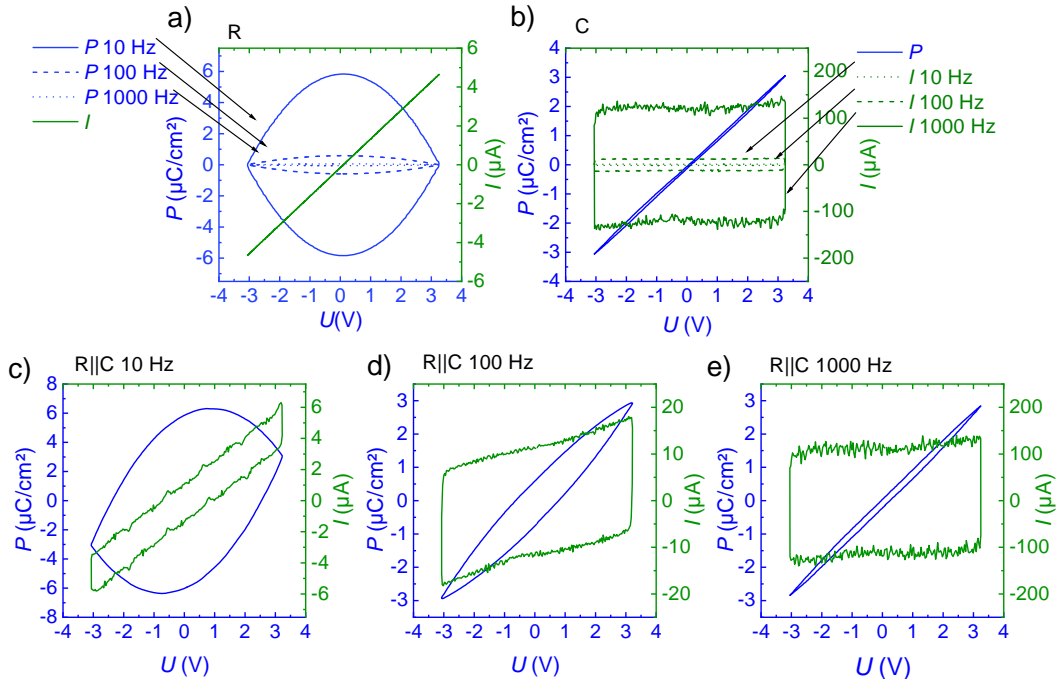 a)
R
P 10 Hz
P 100 Hz
P 1000 Hz
I
6
4
2
0
-2
-4
-6
P (µC/cm²)
6
4
2
0
-2
-4
-6
I (µA)
-4 -3 -2 -1 0 1 2 3 4
U(V)
b)
C
P
I 10 Hz
I 100 Hz
I 1000 Hz
4
3
2
1
0
-1
-2
-3
-4
P (µC/cm²)
200
100
0
-100
-200
I (µA)
-4 -3 -2 -1 0 1 2 3 4
U (V)
c)
R||C 10 Hz
8
6
4
2
0
-2
-4
-6
-8
P (µC/cm²)
6
4
2
0
-2
-4
-6
I (µA)
-4 -3 -2 -1 0 1 2 3 4
U (V)
d)
R||C 100 Hz
3
2
1
0
-1
-2
-3
P (µC/cm²)
20
10
0
-10
-20
I (µA)
-4 -3 -2 -1 0 1 2 3 4
U (V)
e)
R||C 1000 Hz
3
2
1
0
-1
-2
-3
P (µC/cm²)
200
100
0
-100
-200
I (µA)
-4 -3 -2 -1 0 1 2 3 4
U (V)